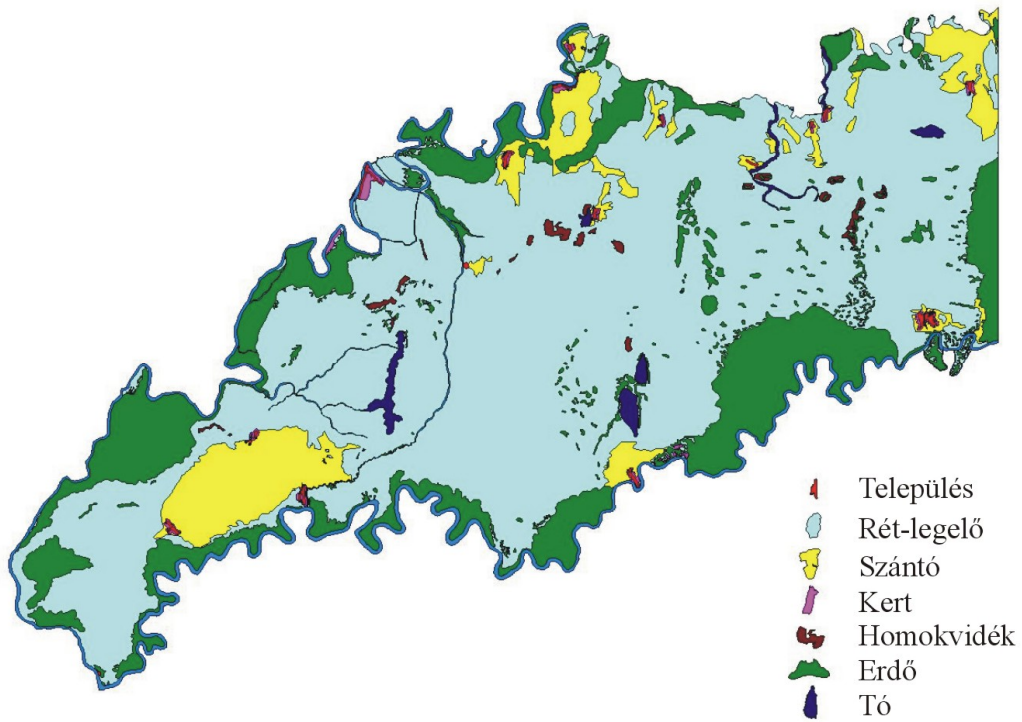 Település
Rét-legelő
Szántó
Kert
Homokvidék
Erdő
Tó